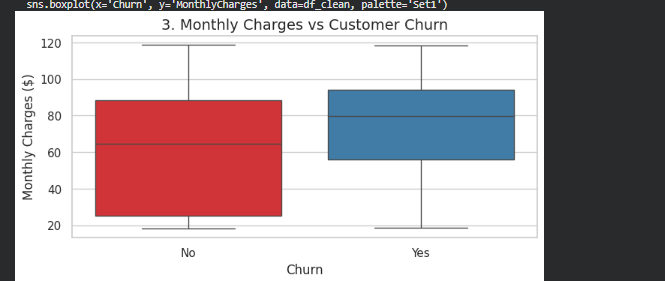 sns.boxplot(x='Churn', y='MonthlyCharges', data=df_clean, palette='Set1')
3. Monthly Charges vs Customer Churn
Monthly Charges ($)
120
100
80
60
40
20
No
Yes
Churn